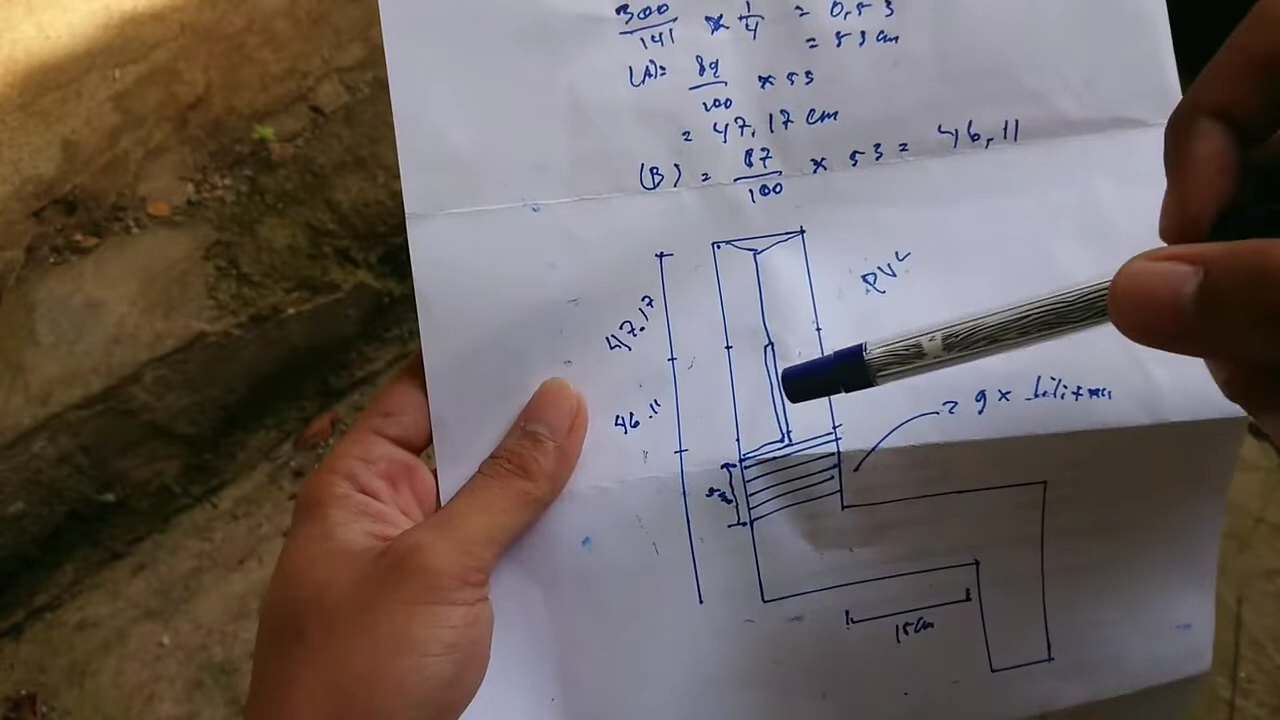 300/141 × 1/4 = 0,53
= 53 cm
(A) = 89/100 × 53
= 47,17 cm
(B) = 87/100 × 53 = 46,11
47.17
PVC
46.11
9 x lilitan
15cm